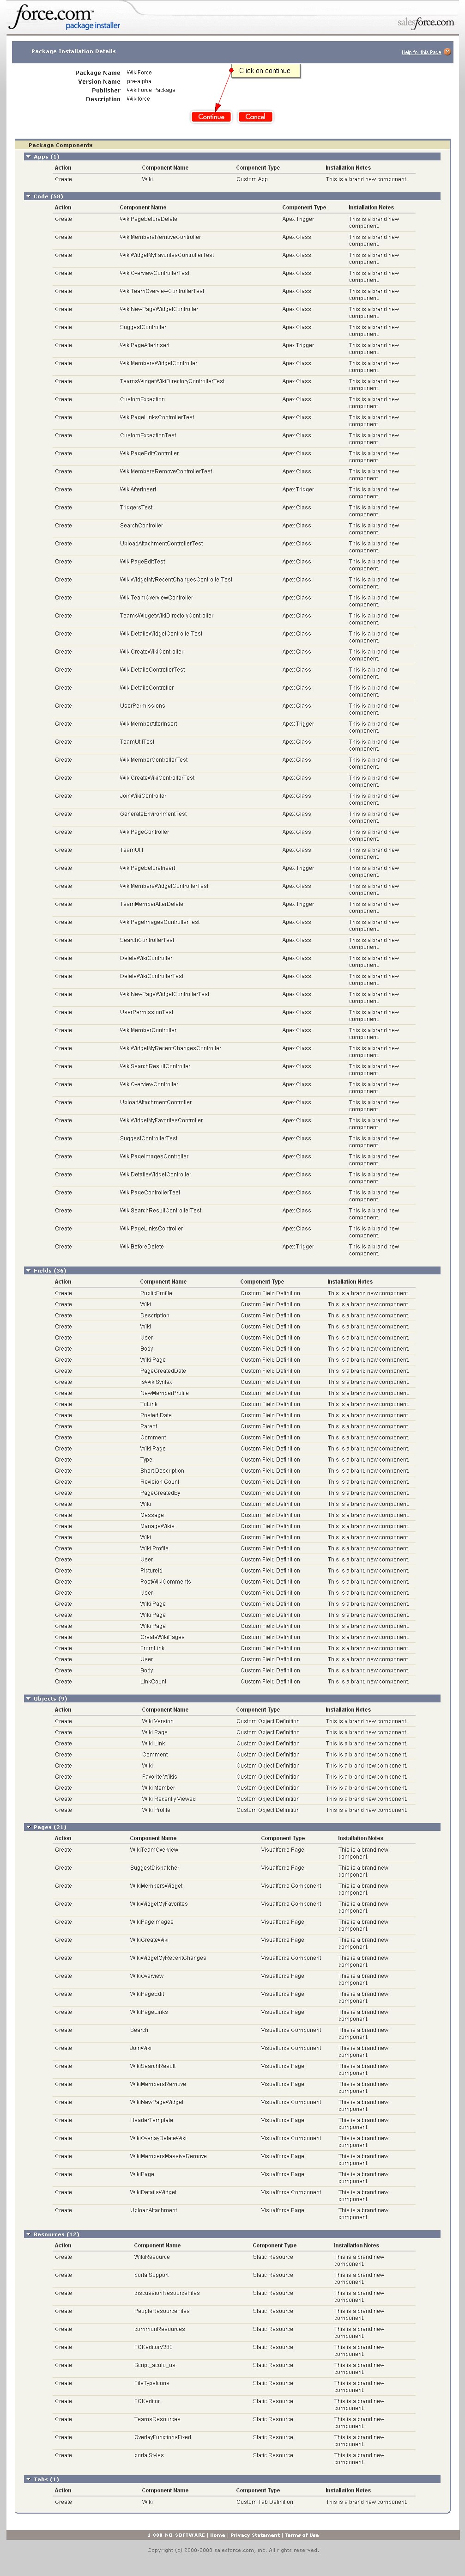 force.com™
package installer
salesforce.com
Package Installation Details
Help for this Page
Package Name WikiForce
Version Name pre-alpha
Publisher WikiForce Package
Description Wikiforce
Click on continue
Continue Cancel
Package Components
Apps (1)
Action Component Name Component Type Installation Notes
Create Wiki Custom App This is a brand new component.
Code (58)
Action Component Name Component Type Installation Notes
Create WikiPageBeforeDelete Apex Trigger This is a brand new
component.
Create WikiMembersRemoveController Apex Class This is a brand new
component.
Create WikiWidgetMyFavoritesControllerTest Apex Class This is a brand new
component.
Create WikiOverviewControllerTest Apex Class This is a brand new
component.
Create WikiTeamOverviewControllerTest Apex Class This is a brand new
component.
Create WikiNewPageWidgetController Apex Class This is a brand new
component.
Create SuggestController Apex Class This is a brand new
component.
Create WikiPageAfterInsert Apex Trigger This is a brand new
component.
Create WikiMembersWidgetController Apex Class This is a brand new
component.
Create TeamsWidgetWikiDirectoryControllerTest Apex Class This is a brand new
component.
Create CustomException Apex Class This is a brand new
component.
Create WikiPageLinksControllerTest Apex Class This is a brand new
component.
Create CustomExceptionTest Apex Class This is a brand new
component.
Create WikiPageEditController Apex Class This is a brand new
component.
Create WikiMembersRemoveControllerTest Apex Class This is a brand new
component.
Create WikiAfterInsert Apex Trigger This is a brand new
component.
Create TriggersTest Apex Class This is a brand new
component.
Create SearchController Apex Class This is a brand new
component.
Create UploadAttachmentControllerTest Apex Class This is a brand new
component.
Create WikiPageEditTest Apex Class This is a brand new
component.
Create WikiWidgetMyRecentChangesControllerTest Apex Class This is a brand new
component.
Create WikiTeamOverviewController Apex Class This is a brand new
component.
Create TeamsWidgetWikiDirectoryController Apex Class This is a brand new
component.
Create WikiDetailsWidgetControllerTest Apex Class This is a brand new
component.
Create WikiCreateWikiController Apex Class This is a brand new
component.
Create WikiDetailsControllerTest Apex Class This is a brand new
component.
Create WikiDetailsController Apex Class This is a brand new
component.
Create UserPermissions Apex Class This is a brand new
component.
Create WikiMemberAfterInsert Apex Trigger This is a brand new
component.
Create TeamUtilTest Apex Class This is a brand new
component.
Create WikiMemberControllerTest Apex Class This is a brand new
component.
Create WikiCreateWikiControllerTest Apex Class This is a brand new
component.
Create JoinWikiController Apex Class This is a brand new
component.
Create GenerateEnvironmentTest Apex Class This is a brand new
component.
Create WikiPageController Apex Class This is a brand new
component.
Create TeamUtil Apex Class This is a brand new
component.
Create WikiPageBeforeInsert Apex Trigger This is a brand new
component.
Create WikiMembersWidgetControllerTest Apex Class This is a brand new
component.
Create TeamMemberAfterDelete Apex Trigger This is a brand new
component.
Create WikiPageImagesControllerTest Apex Class This is a brand new
component.
Create SearchControllerTest Apex Class This is a brand new
component.
Create DeleteWikiController Apex Class This is a brand new
component.
Create DeleteWikiControllerTest Apex Class This is a brand new
component.
Create WikiNewPageWidgetControllerTest Apex Class This is a brand new
component.
Create UserPermissionTest Apex Class This is a brand new
component.
Create WikiMemberController Apex Class This is a brand new
component.
Create WikiWidgetMyRecentChangesController Apex Class This is a brand new
component.
Create WikiSearchResultController Apex Class This is a brand new
component.
Create WikiOverviewController Apex Class This is a brand new
component.
Create UploadAttachmentController Apex Class This is a brand new
component.
Create WikiWidgetMyFavoritesController Apex Class This is a brand new
component.
Create SuggestControllerTest Apex Class This is a brand new
component.
Create WikiPageImagesController Apex Class This is a brand new
component.
Create WikiDetailsWidgetController Apex Class This is a brand new
component.
Create WikiPageControllerTest Apex Class This is a brand new
component.
Create WikiSearchResultControllerTest Apex Class This is a brand new
component.
Create WikiPageLinksController Apex Class This is a brand new
component.
Create WikiBeforeDelete Apex Trigger This is a brand new
component.
Fields (36)
Action Component Name Component Type Installation Notes
Create PublicProfile Custom Field Definition This is a brand new component.
Create Wiki Custom Field Definition This is a brand new component.
Create Description Custom Field Definition This is a brand new component.
Create Wiki Custom Field Definition This is a brand new component.
Create User Custom Field Definition This is a brand new component.
Create Body Custom Field Definition This is a brand new component.
Create Wiki Page Custom Field Definition This is a brand new component.
Create PageCreatedDate Custom Field Definition This is a brand new component.
Create isWikiSyntax Custom Field Definition This is a brand new component.
Create NewMemberProfile Custom Field Definition This is a brand new component.
Create ToLink Custom Field Definition This is a brand new component.
Create Posted Date Custom Field Definition This is a brand new component.
Create Parent Custom Field Definition This is a brand new component.
Create Comment Custom Field Definition This is a brand new component.
Create Wiki Page Custom Field Definition This is a brand new component.
Create Type Custom Field Definition This is a brand new component.
Create Short Description Custom Field Definition This is a brand new component.
Create Revision Count Custom Field Definition This is a brand new component.
Create PageCreatedBy Custom Field Definition This is a brand new component.
Create Wiki Custom Field Definition This is a brand new component.
Create Message Custom Field Definition This is a brand new component.
Create ManageWikis Custom Field Definition This is a brand new component.
Create Wiki Custom Field Definition This is a brand new component.
Create Wiki Profile Custom Field Definition This is a brand new component.
Create User Custom Field Definition This is a brand new component.
Create PictureId Custom Field Definition This is a brand new component.
Create PostWikiComments Custom Field Definition This is a brand new component.
Create User Custom Field Definition This is a brand new component.
Create Wiki Page Custom Field Definition This is a brand new component.
Create Wiki Page Custom Field Definition This is a brand new component.
Create Wiki Page Custom Field Definition This is a brand new component.
Create CreateWikiPages Custom Field Definition This is a brand new component.
Create FromLink Custom Field Definition This is a brand new component.
Create User Custom Field Definition This is a brand new component.
Create Body Custom Field Definition This is a brand new component.
Create LinkCount Custom Field Definition This is a brand new component.
Objects (9)
Action Component Name Component Type Installation Notes
Create Wiki Version Custom Object Definition This is a brand new component.
Create Wiki Page Custom Object Definition This is a brand new component.
Create Wiki Link Custom Object Definition This is a brand new component.
Create Comment Custom Object Definition This is a brand new component.
Create Wiki Custom Object Definition This is a brand new component.
Create Favorite Wikis Custom Object Definition This is a brand new component.
Create Wiki Member Custom Object Definition This is a brand new component.
Create Wiki Recently Viewed Custom Object Definition This is a brand new component.
Create Wiki Profile Custom Object Definition This is a brand new component.
Pages (21)
Action Component Name Component Type Installation Notes
Create WikiTeamOverview Visualforce Page This is a brand new
component.
Create SuggestDispatcher Visualforce Page This is a brand new
component.
Create WikiMembersWidget Visualforce Component This is a brand new
component.
Create WikiWidgetMyFavorites Visualforce Component This is a brand new
component.
Create WikiPageImages Visualforce Page This is a brand new
component.
Create WikiCreateWiki Visualforce Page This is a brand new
component.
Create WikiWidgetMyRecentChanges Visualforce Component This is a brand new
component.
Create WikiOverview Visualforce Page This is a brand new
component.
Create WikiPageEdit Visualforce Page This is a brand new
component.
Create WikiPageLinks Visualforce Page This is a brand new
component.
Create Search Visualforce Component This is a brand new
component.
Create JoinWiki Visualforce Component This is a brand new
component.
Create WikiSearchResult Visualforce Page This is a brand new
component.
Create WikiMembersRemove Visualforce Page This is a brand new
component.
Create WikiNewPageWidget Visualforce Component This is a brand new
component.
Create HeaderTemplate Visualforce Page This is a brand new
component.
Create WikiOverlayDeleteWiki Visualforce Component This is a brand new
component.
Create WikiMembersMassiveRemove Visualforce Page This is a brand new
component.
Create WikiPage Visualforce Page This is a brand new
component.
Create WikiDetailsWidget Visualforce Component This is a brand new
component.
Create UploadAttachment Visualforce Page This is a brand new
component.
Resources (12)
Action Component Name Component Type Installation Notes
Create WikiResource Static Resource This is a brand new
component.
Create portalSupport Static Resource This is a brand new
component.
Create discussionResourceFiles Static Resource This is a brand new
component.
Create PeopleResourceFiles Static Resource This is a brand new
component.
Create commonResources Static Resource This is a brand new
component.
Create FCKeditorV263 Static Resource This is a brand new
component.
Create Script_aculo_us Static Resource This is a brand new
component.
Create FileTypeIcons Static Resource This is a brand new
component.
Create FCKeditor Static Resource This is a brand new
component.
Create TeamsResources Static Resource This is a brand new
component.
Create OverlayFunctionsFixed Static Resource This is a brand new
component.
Create portalStyles Static Resource This is a brand new
component.
Tabs (1)
Action Component Name Component Type Installation Notes
Create Wiki Custom Tab Definition This is a brand new component.
1-888-NO-SOFTWARE | Home | Privacy Statement | Terms of Use
Copyright (c) 2000-2008 salesforce.com, inc. All rights reserved.